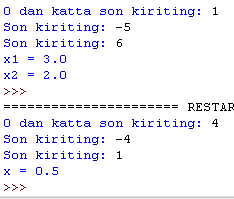 0 dan katta son kiriting: 1
Son kiriting: -5
Son kiriting: 6
x1 = 3.0
x2 = 2.0
>>>
====================== RESTAR
0 dan katta son kiriting: 4
Son kiriting: -4
Son kiriting: 1
x = 0.5
>>>